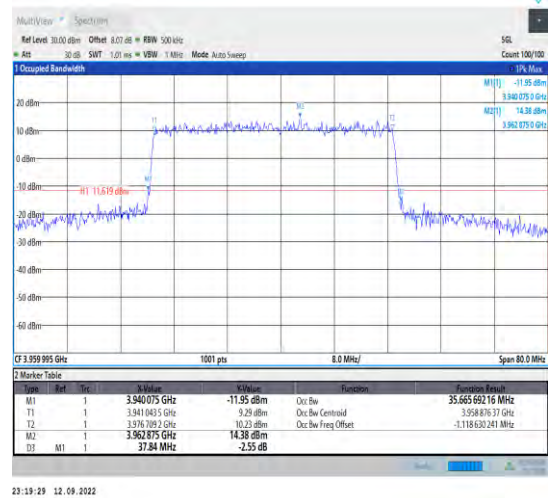 MultiView Spectrum
Ref Level 30.00 dBm Offset 8.07 dB RBW 500 kHz SGL
Att 30 dB SWT 1.01 ms VBW 1 MHz Mode Auto Sweep Count 100/100
1 Occupied Bandwidth 1Pk Max
M1[1] -11.95 dBm
3.940 075 0 GHz
M2[1] 14.38 dBm
3.962 875 0 GHz
20 dBm
10 dBm
0 dBm
-10 dBm
H1 -11.619 dBm
-20 dBm
-30 dBm
-40 dBm
-50 dBm
-60 dBm
T1
M2
T2
M1
CF 3.959 995 GHz 1001 pts 8.0 MHz/ Span 80.0 MHz
2 Marker Table
Type Ref Trc X-Value Y-Value Function Function Result
M1 1 3.940 075 GHz -11.95 dBm Occ Bw 35.665 692 16 MHz
T1 1 3.941 043 5 GHz 9.29 dBm Occ Bw Centroid 3.958 876 37 GHz
T2 1 3.976 709 2 GHz 10.23 dBm Occ Bw Freq Offset -1.118 630 241 MHz
M2 1 3.962 875 GHz 14.38 dBm
D3 M1 1 37.84 MHz -2.55 dB
23:19:29 12.09.2022